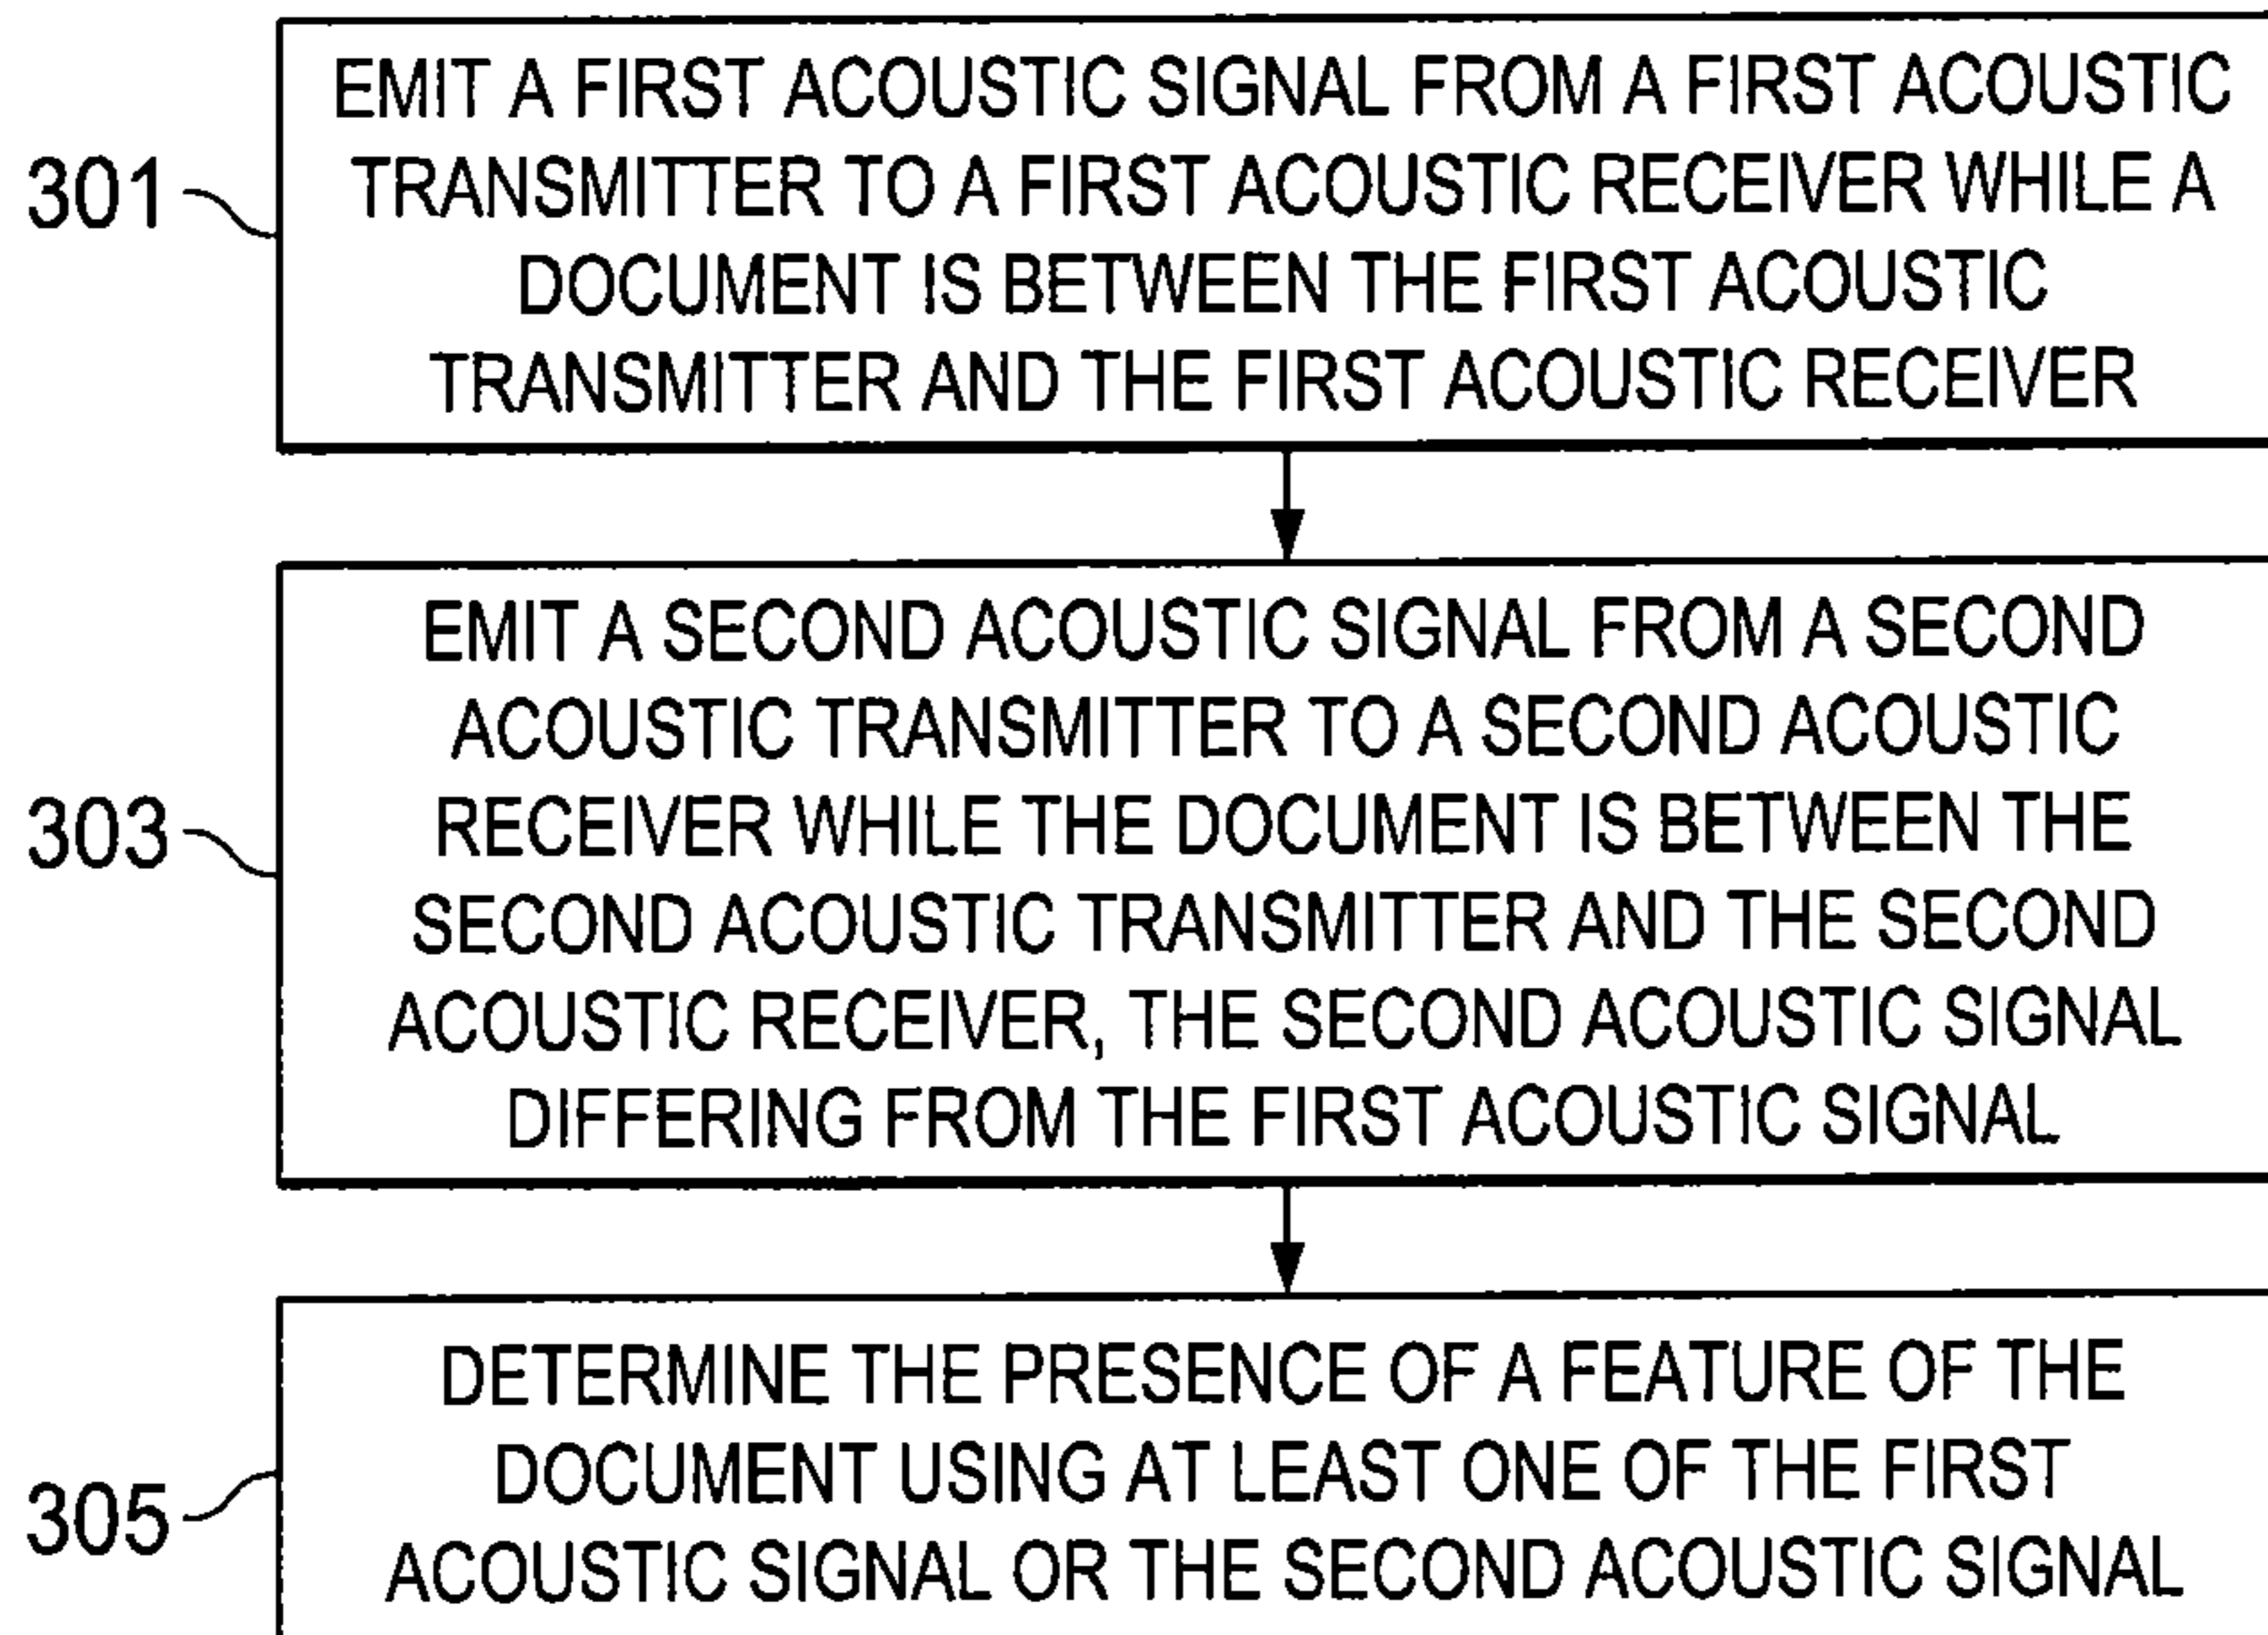 EMIT A FIRST ACOUSTIC SIGNAL FROM A FIRST ACOUSTIC
TRANSMITTER TO A FIRST ACOUSTIC RECEIVER WHILE A
DOCUMENT IS BETWEEN THE FIRST ACOUSTIC
TRANSMITTER AND THE FIRST ACOUSTIC RECEIVER
301
EMIT A SECOND ACOUSTIC SIGNAL FROM A SECOND
ACOUSTIC TRANSMITTER TO A SECOND ACOUSTIC
RECEIVER WHILE THE DOCUMENT IS BETWEEN THE
SECOND ACOUSTIC TRANSMITTER AND THE SECOND
ACOUSTIC RECEIVER, THE SECOND ACOUSTIC SIGNAL
DIFFERING FROM THE FIRST ACOUSTIC SIGNAL
303
DETERMINE THE PRESENCE OF A FEATURE OF THE
DOCUMENT USING AT LEAST ONE OF THE FIRST
ACOUSTIC SIGNAL OR THE SECOND ACOUSTIC SIGNAL
305